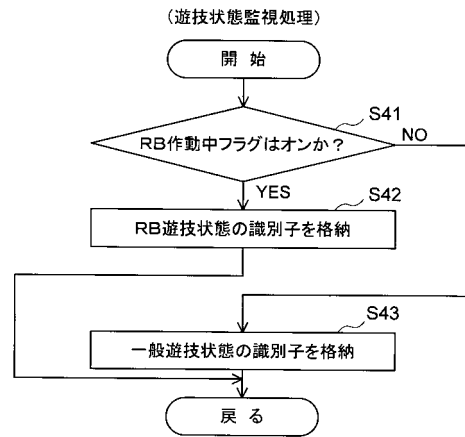 (遊技状態監視処理)
開 始
S41
RB作動中フラグはオンか？
NO
YES
S42
RB遊技状態の識別子を格納
S43
一般遊技状態の識別子を格納
戻 る